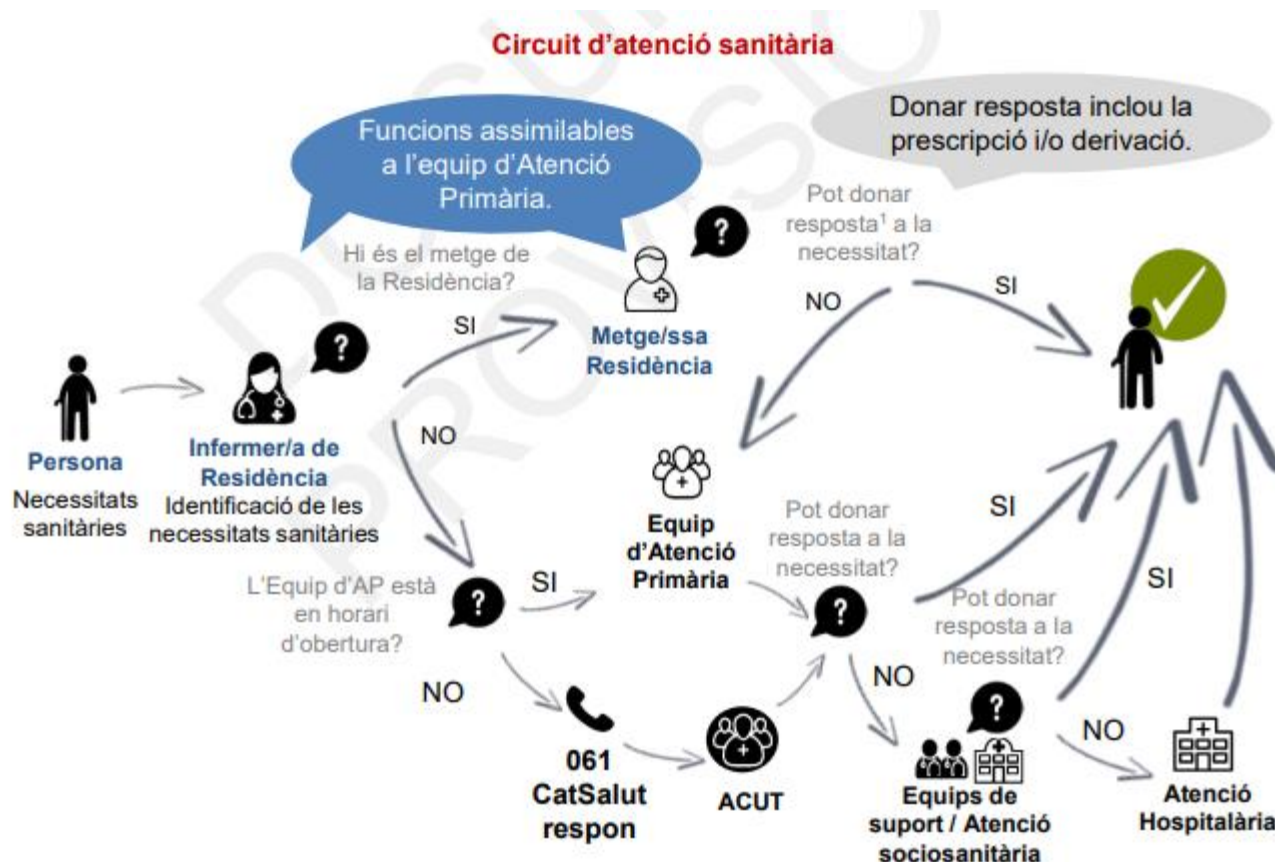 Circuit d’atenció sanitària
Funcions assimilables
a l’equip d’Atenció
Primària.
Donar resposta inclou la
prescripció i/o derivació.
Hi és el metge de
la Residència?
Pot donar
resposta¹ a la
necessitat?
SI
NO
SI
Metge/ssa
Residència
NO
Persona
Necessitats
sanitàries
Infermer/a de
Residència
Identificació de les
necessitats sanitàries
Equip
d’Atenció
Primària
Pot donar
resposta a la
necessitat?
SI
L’Equip d’AP està
en horari
d’obertura?
SI
Pot donar
resposta a la
necessitat?
SI
NO
NO
NO
061
CatSalut
respon
ACUT
Equips de
suport / Atenció
sociosanitària
Atenció
Hospitalària